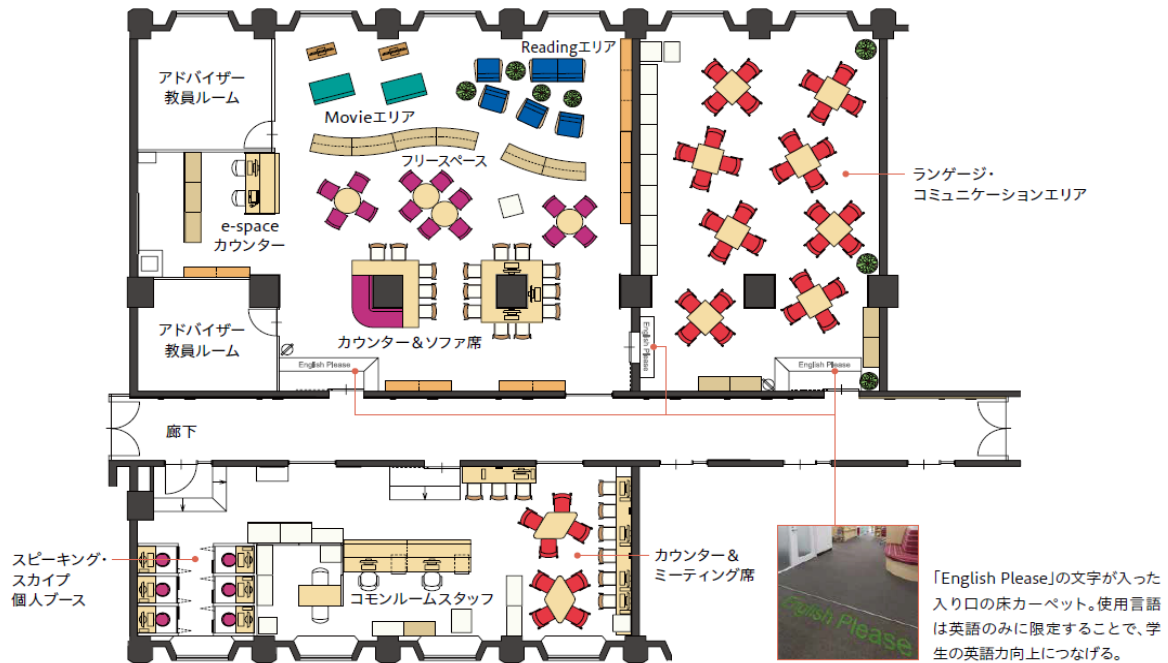 アドバイザー
教員ルーム
Readingエリア
Movieエリア
フリースペース
e-space
カウンター
アドバイザー
教員ルーム
カウンター＆ソファ席
English Please
English Please
English Please
ランゲージ・
コミュニケーションエリア
廊下
スピーキング・
スカイプ
個人ブース
コモンルームスタッフ
カウンター＆
ミーティング席
English Please
「English Please」の文字が入った
入り口の床カーペット。使用言語
は英語のみに限定することで、学
生の英語力向上につなげる。